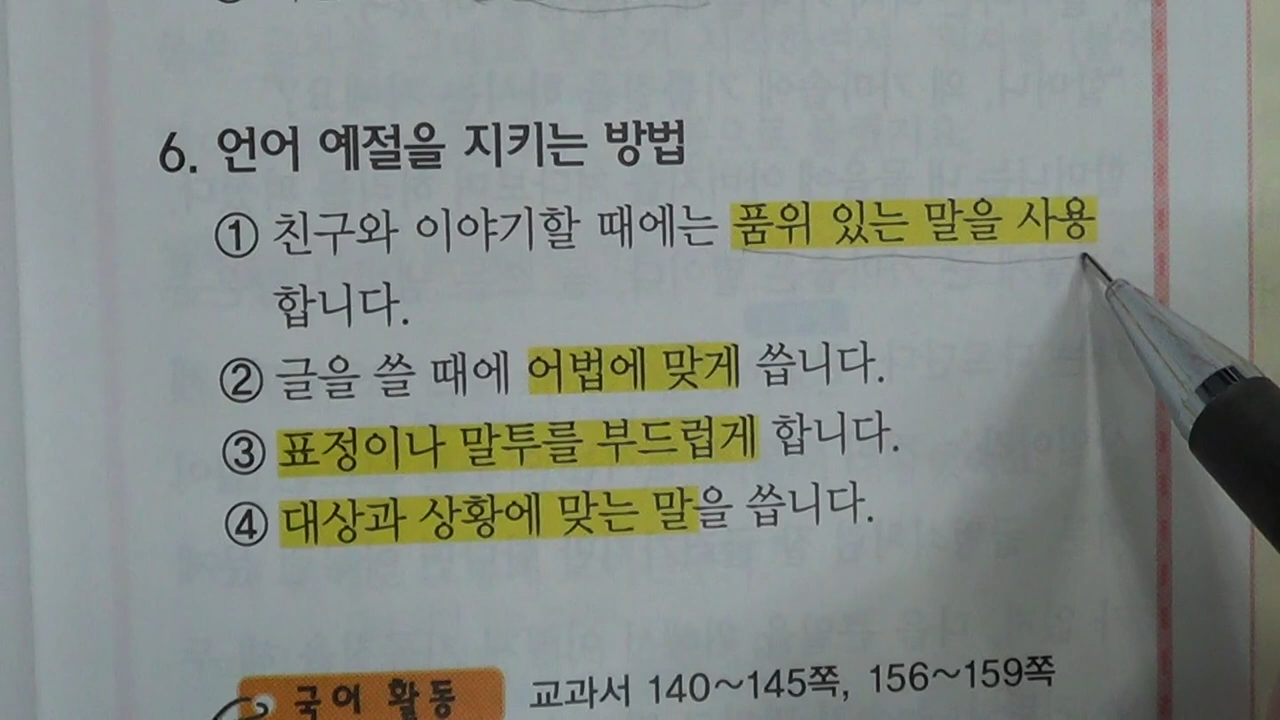 6. 언어 예절을 지키는 방법
① 친구와 이야기할 때에는 품위 있는 말을 사용
합니다.
② 글을 쓸 때에 어법에 맞게 씁니다.
③ 표정이나 말투를 부드럽게 합니다.
④ 대상과 상황에 맞는 말을 씁니다.
국어 활동 교과서 140~145쪽, 156~159쪽